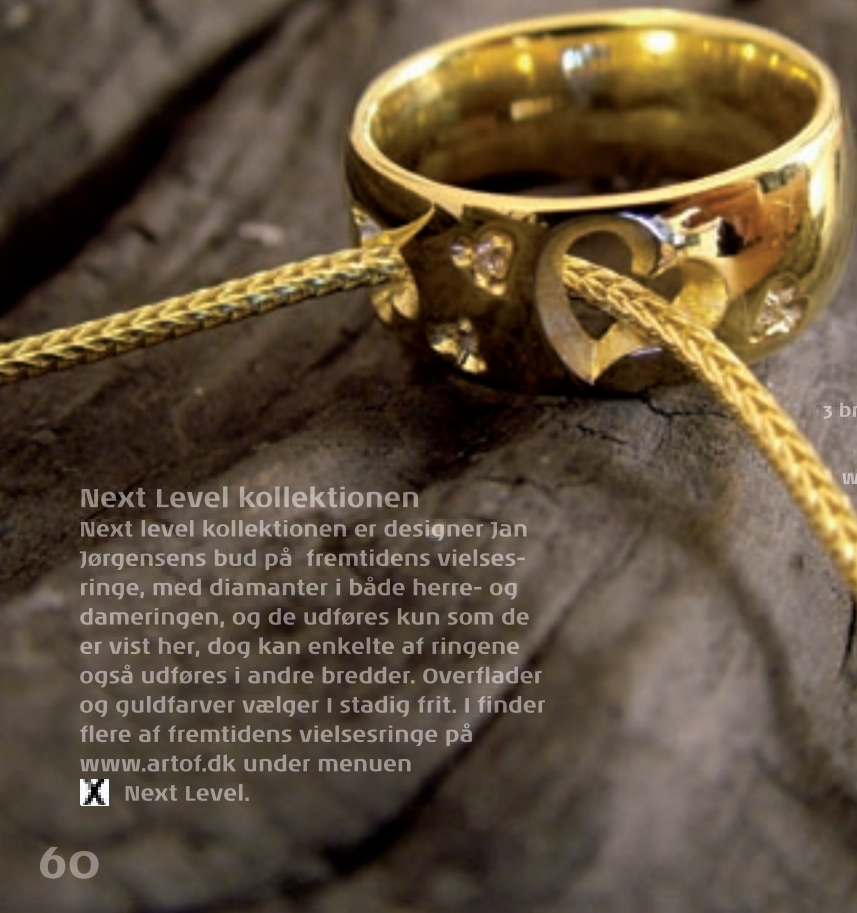 Next Level kollektionen
Next level kollektionen er designer Jan
Jørgensens bud på fremtidens vielses-
ringe, med diamanter i både herre- og
dameringen, og de udføres kun som de
er vist her, dog kan enkelte af ringene
også udføres i andre bredder. Overflader
og guldfarver vælger I stadig frit. I finder
flere af fremtidens vielsesringe på
www.artof.dk under menuen
X Next Level.
60
3 br